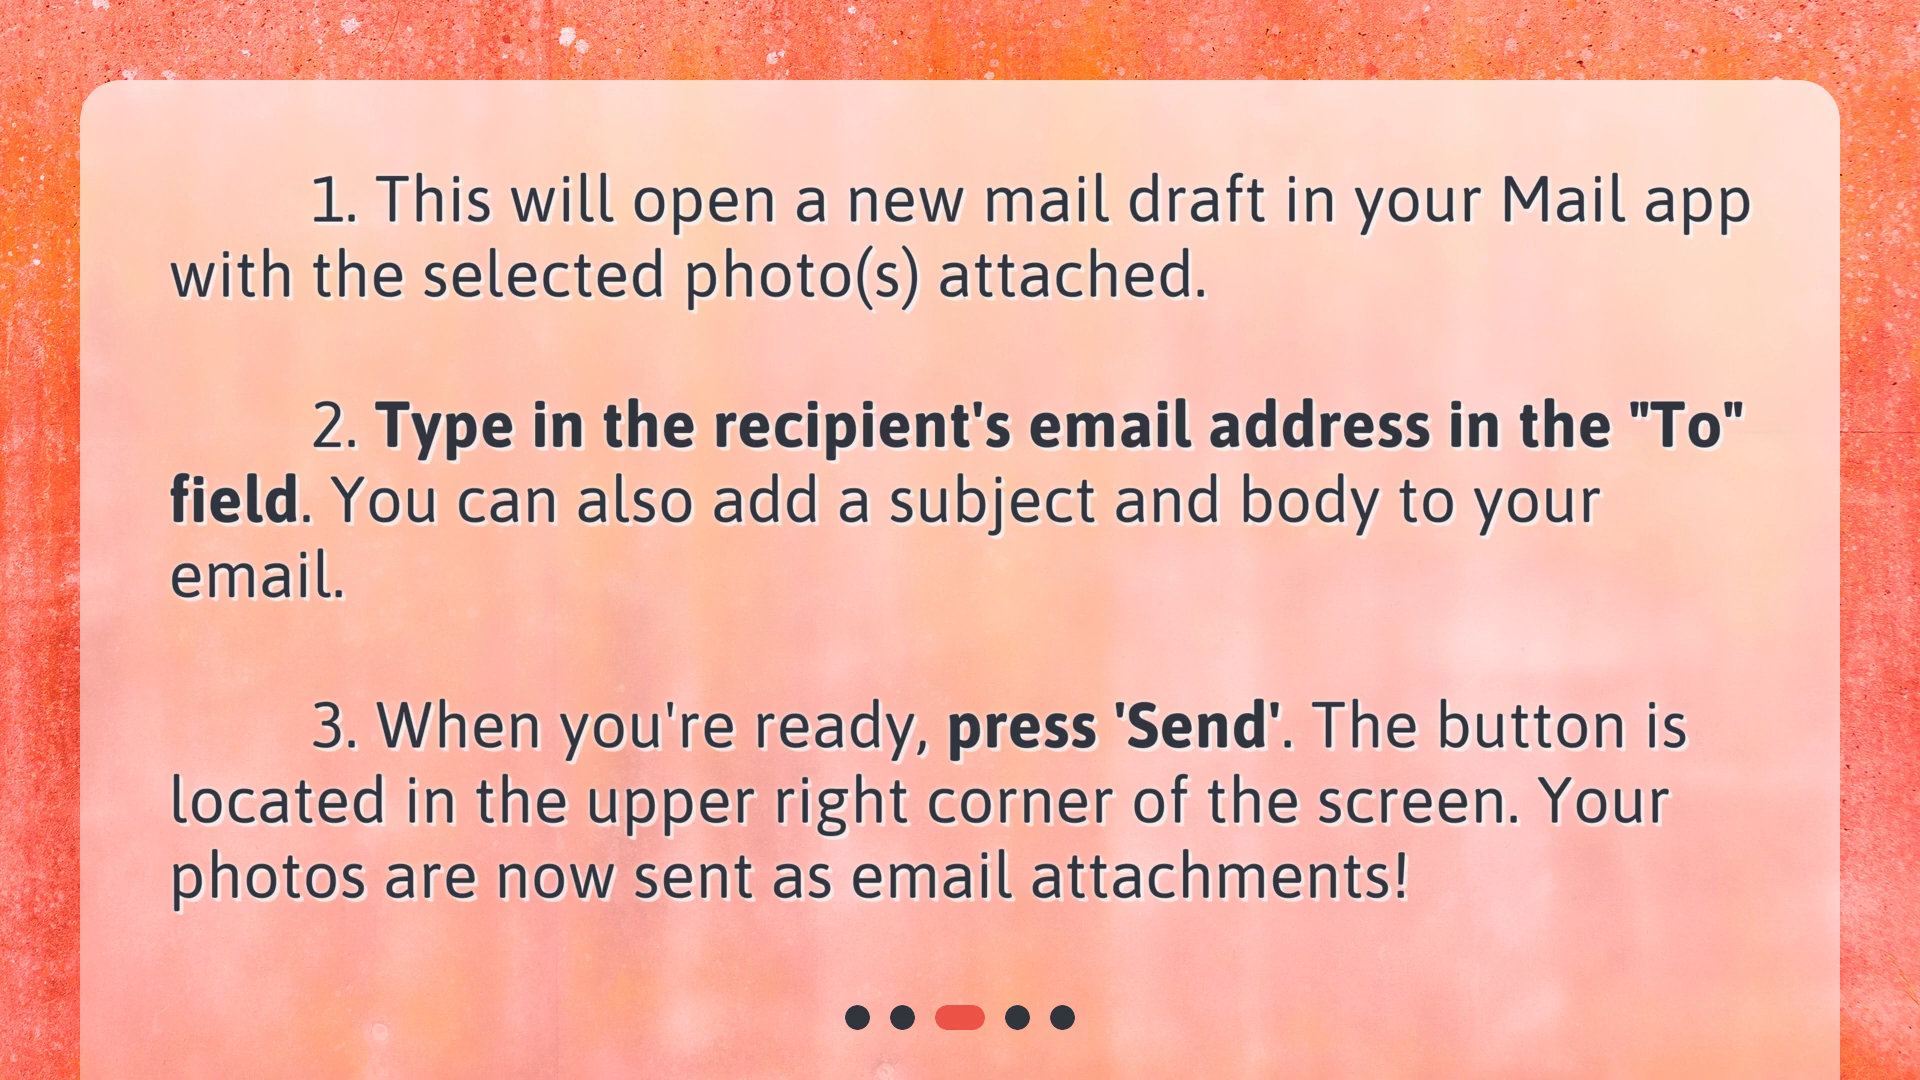 1. This will open a new mail draft in your Mail app
with the selected photo(s) attached.
2. Type in the recipient's email address in the "To"
field. You can also add a subject and body to your
email.
3. When you're ready, press 'Send'. The button is
located in the upper right corner of the screen. Your
photos are now sent as email attachments!